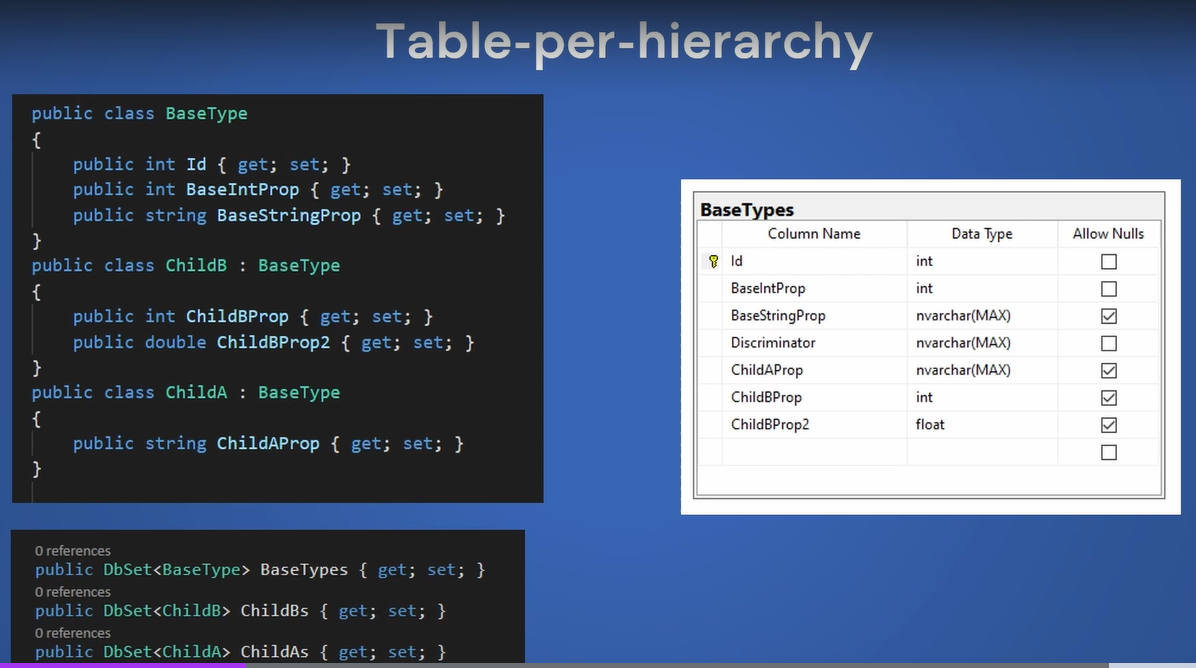 Table-per-hierarchy
public class BaseType
{
    public int Id { get; set; }
    public int BaseIntProp { get; set; }
    public string BaseStringProp { get; set; }
}
public class ChildB : BaseType
{
    public int ChildBProp { get; set; }
    public double ChildBProp2 { get; set; }
}
public class ChildA : BaseType
{
    public string ChildAProp { get; set; }
}
0 references
public DbSet<BaseType> BaseTypes { get; set; }
0 references
public DbSet<ChildB> ChildBs { get; set; }
0 references
public DbSet<ChildA> ChildAs { get; set; }
BaseTypes
Column Name Data Type Allow Nulls
Id int
BaseIntProp int
BaseStringProp nvarchar(MAX)
Discriminator nvarchar(MAX)
ChildAProp nvarchar(MAX)
ChildBProp int
ChildBProp2 float